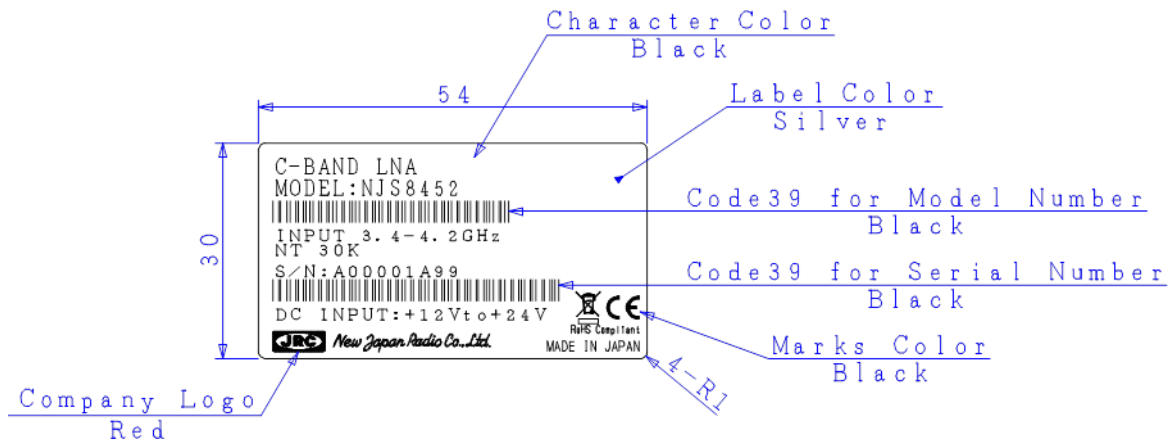 Character Color
Black
54
Label Color
Silver
C-BAND LNA
MODEL:NJS8452
Code39 for Model Number
Black
INPUT 3.4-4.2GHz
NT 30K
30
S/N:A00001A99
Code39 for Serial Number
Black
DC INPUT:+12Vto+24V
CE
RoHS Compliant
JRC New Japan Radio Co.,Ltd.
MADE IN JAPAN
Marks Color
Black
4-R1
Company Logo
Red